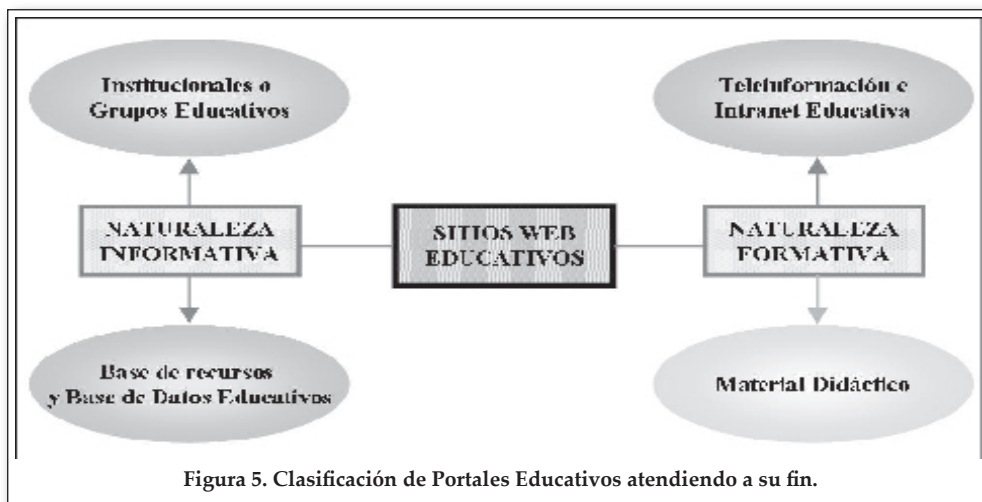 Institucionales o
Grupos Educativos
Teleinformación e
Intranet Educativa
NATURALEZA
INFORMATIVA
SITIOS WEB
EDUCATIVOS
NATURALEZA
FORMATIVA
Base de recursos
y Base de Datos Educativos
Material Didáctico
Figura 5. Clasificación de Portales Educativos atendiendo a su fin.